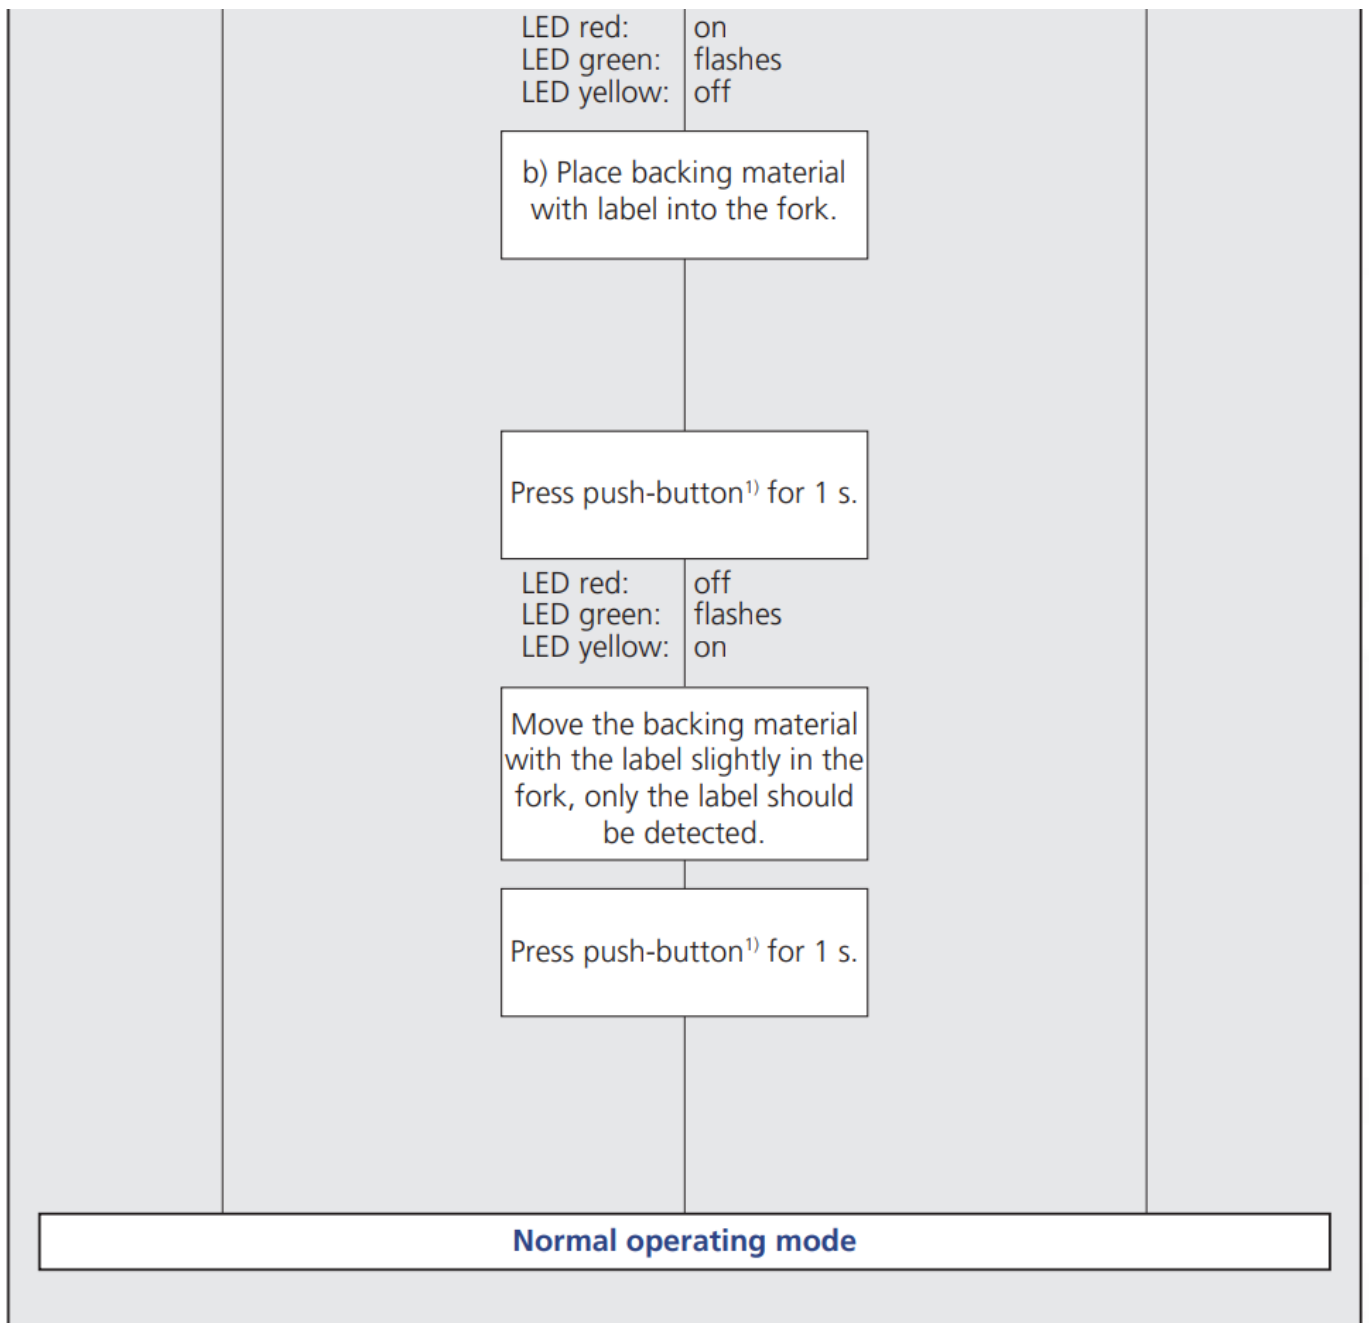 LED red: on
LED green: flashes
LED yellow: off
b) Place backing material
with label into the fork.
Press push-button¹⁾ for 1 s.
LED red: off
LED green: flashes
LED yellow: on
Move the backing material
with the label slightly in the
fork, only the label should
be detected.
Press push-button¹⁾ for 1 s.
Normal operating mode